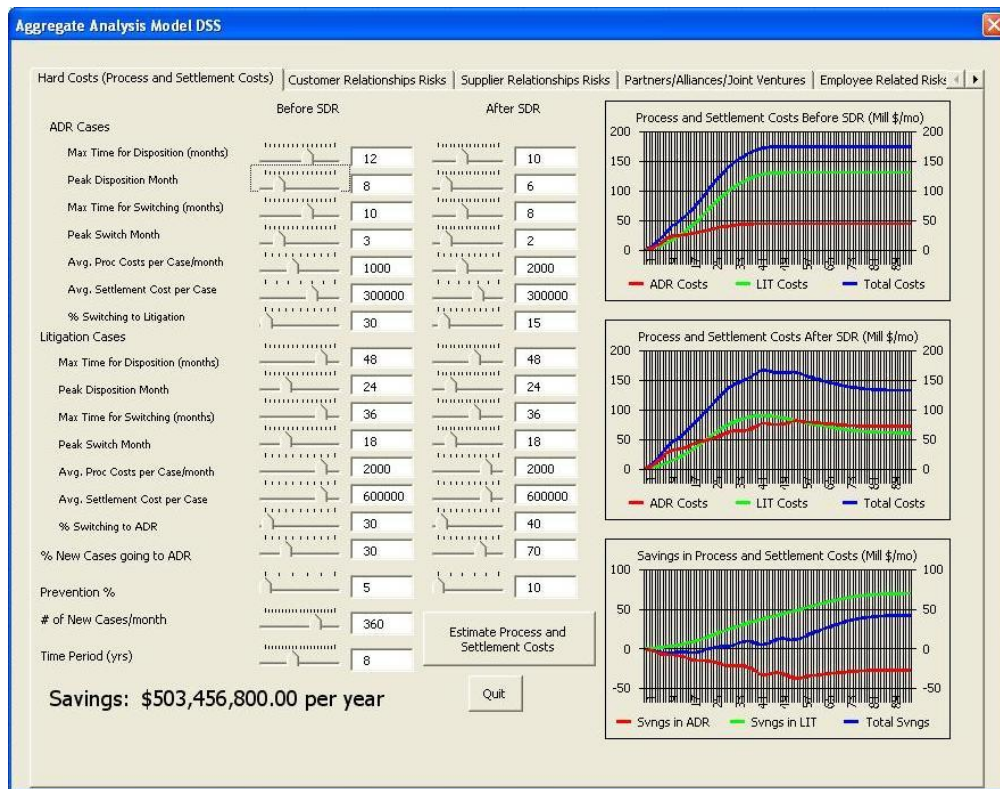 Aggregate Analysis Model DSS
Hard Costs (Process and Settlement Costs) Customer Relationships Risks Supplier Relationships Risks Partners/Alliances/Joint Ventures Employee Related Risks
Before SDR After SDR
ADR Cases
Max Time for Disposition (months) 12 10
Peak Disposition Month 8 6
Max Time for Switching (months) 10 8
Peak Switch Month 3 2
Avg. Proc Costs per Case/month 1000 2000
Avg. Settlement Cost per Case 300000 300000
% Switching to Litigation 30 15
Litigation Cases
Max Time for Disposition (months) 48 48
Peak Disposition Month 24 24
Max Time for Switching (months) 36 36
Peak Switch Month 18 18
Avg. Proc Costs per Case/month 2000 2000
Avg. Settlement Cost per Case 600000 600000
% Switching to ADR 30 40
% New Cases going to ADR 30 70
Prevention % 5 10
# of New Cases/month 360
Time Period (yrs) 8
Estimate Process and
Settlement Costs
Savings: $503,456,800.00 per year
Quit
Process and Settlement Costs Before SDR (Mill $/mo)
200 200
150 150
100 100
50 50
0 0
ADR Costs LIT Costs Total Costs
Process and Settlement Costs After SDR (Mill $/mo)
200 200
150 150
100 100
50 50
0 0
ADR Costs LIT Costs Total Costs
Savings in Process and Settlement Costs (Mill $/mo)
100 100
50 50
0 0
-50 -50
Svngs in ADR Svngs in LIT Total Svngs